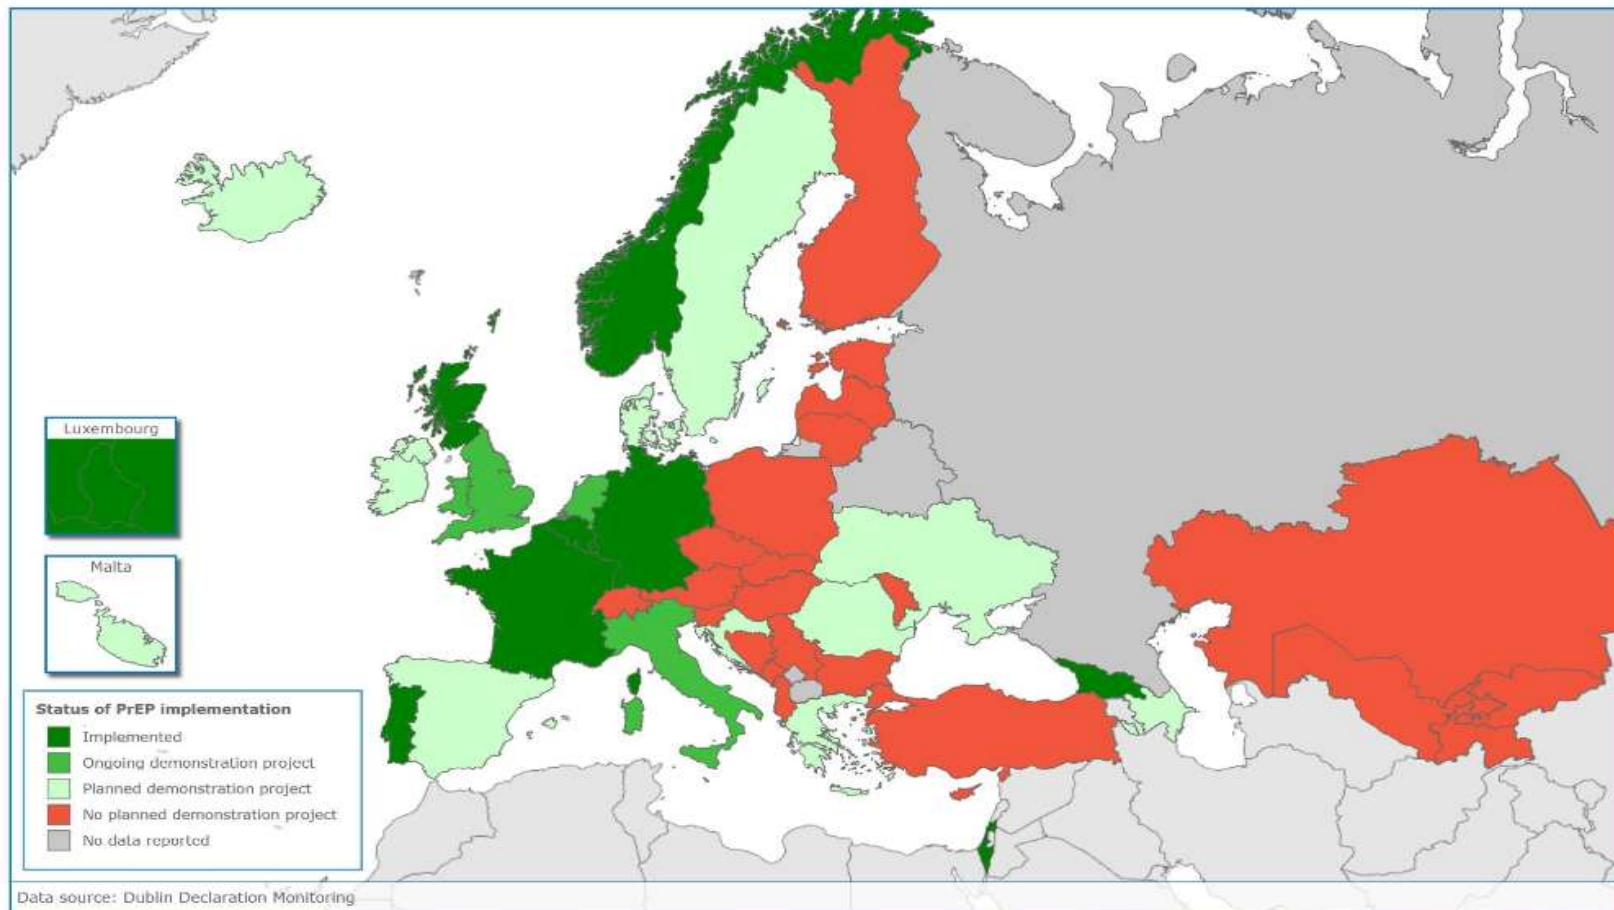 Luxembourg
Malta
Status of PrEP implementation
Implemented
Ongoing demonstration project
Planned demonstration project
No planned demonstration project
No data reported
Data source: Dublin Declaration Monitoring